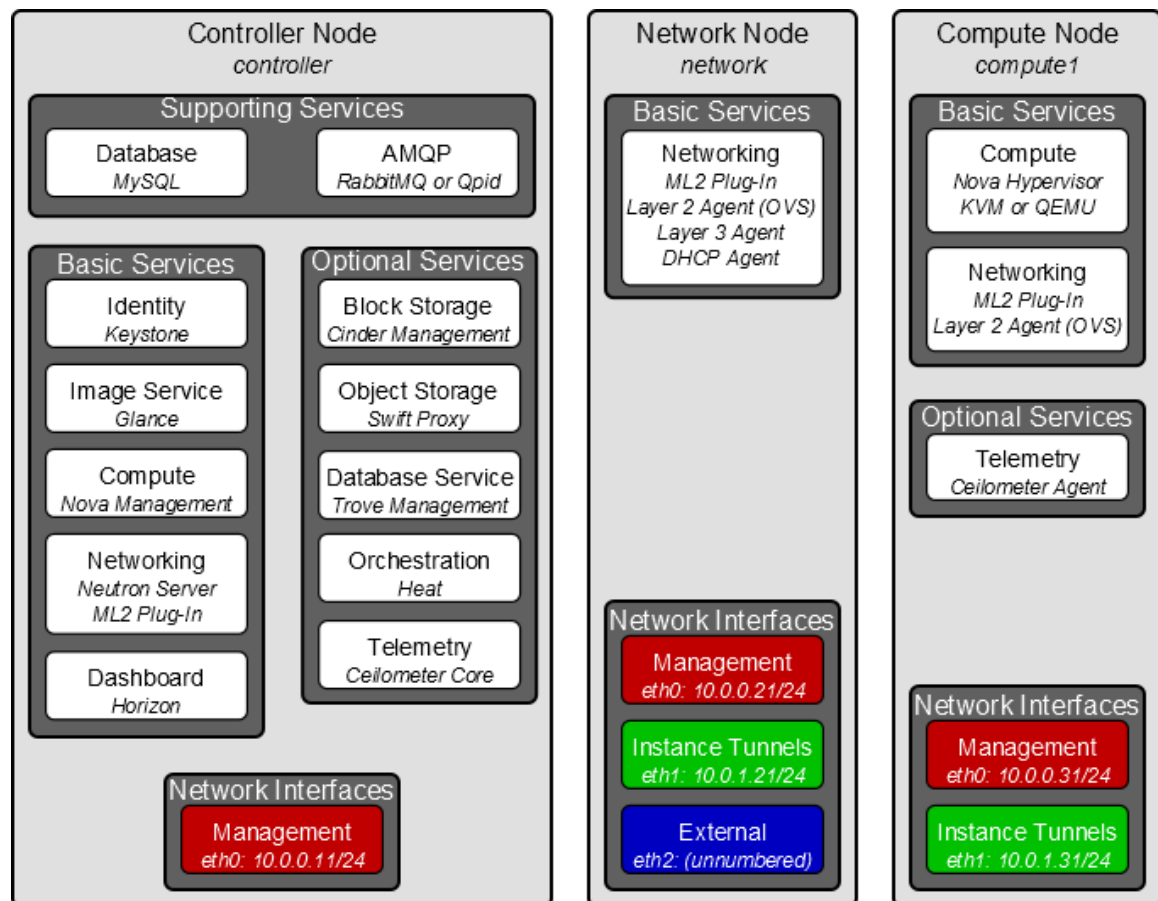 Controller Node
controller
Supporting Services
Database
MySQL
AMQP
RabbitMQ or Qpid
Basic Services
Identity
Keystone
Image Service
Glance
Compute
Nova Management
Networking
Neutron Server
ML2 Plug-In
Dashboard
Horizon
Optional Services
Block Storage
Cinder Management
Object Storage
Swift Proxy
Database Service
Trove Management
Orchestration
Heat
Telemetry
Ceilometer Core
Network Interfaces
Management
eth0: 10.0.0.11/24
Network Node
network
Basic Services
Networking
ML2 Plug-In
Layer 2 Agent (OVS)
Layer 3 Agent
DHCP Agent
Network Interfaces
Management
eth0: 10.0.0.21/24
Instance Tunnels
eth1: 10.0.1.21/24
External
eth2: (unnumbered)
Compute Node
compute1
Basic Services
Compute
Nova Hypervisor
KVM or QEMU
Networking
ML2 Plug-In
Layer 2 Agent (OVS)
Optional Services
Telemetry
Ceilometer Agent
Network Interfaces
Management
eth0: 10.0.0.31/24
Instance Tunnels
eth1: 10.0.1.31/24